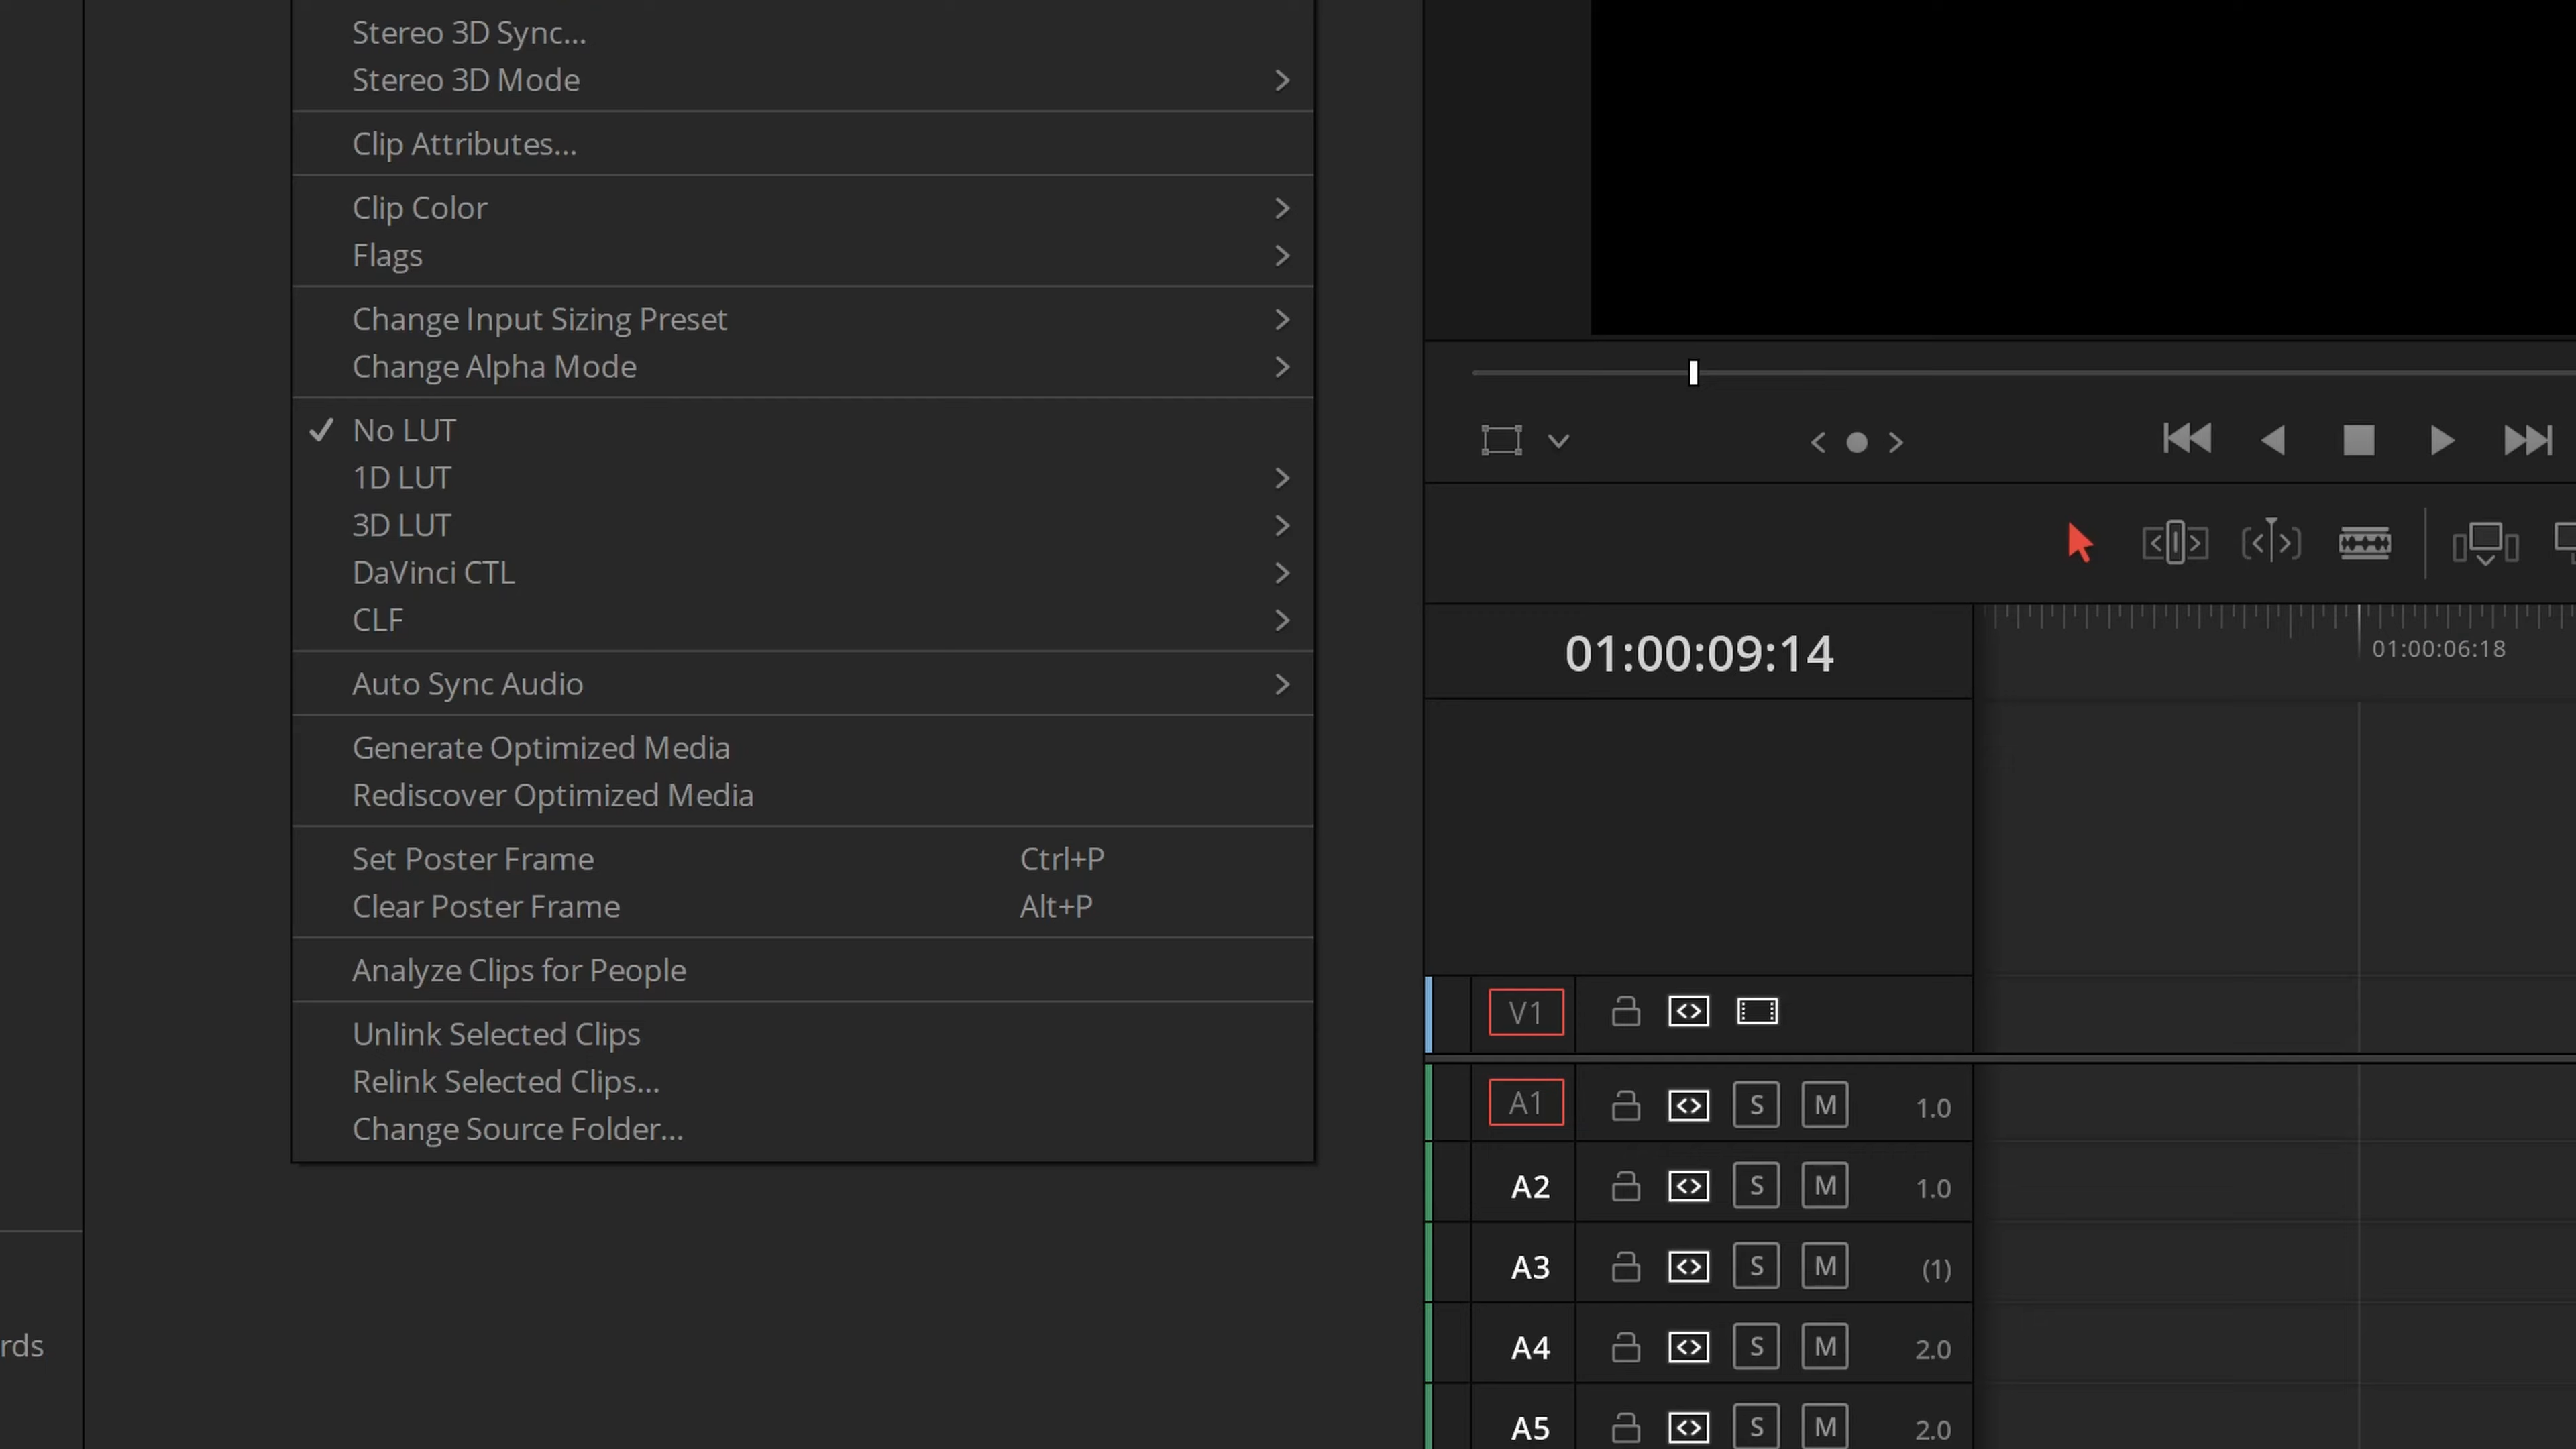 Stereo 3D Sync...
Stereo 3D Mode
Clip Attributes...
Clip Color
Flags
Change Input Sizing Preset
Change Alpha Mode
No LUT
1D LUT
3D LUT
DaVinci CTL
CLF
Auto Sync Audio
Generate Optimized Media
Rediscover Optimized Media
Set Poster Frame Ctrl+P
Clear Poster Frame Alt+P
Analyze Clips for People
Unlink Selected Clips
Relink Selected Clips...
Change Source Folder...
rds
01:00:09:14
01:00:06:18
V1
A1 S M 1.0
A2 S M 1.0
A3 S M (1)
A4 S M 2.0
A5 S M 2.0